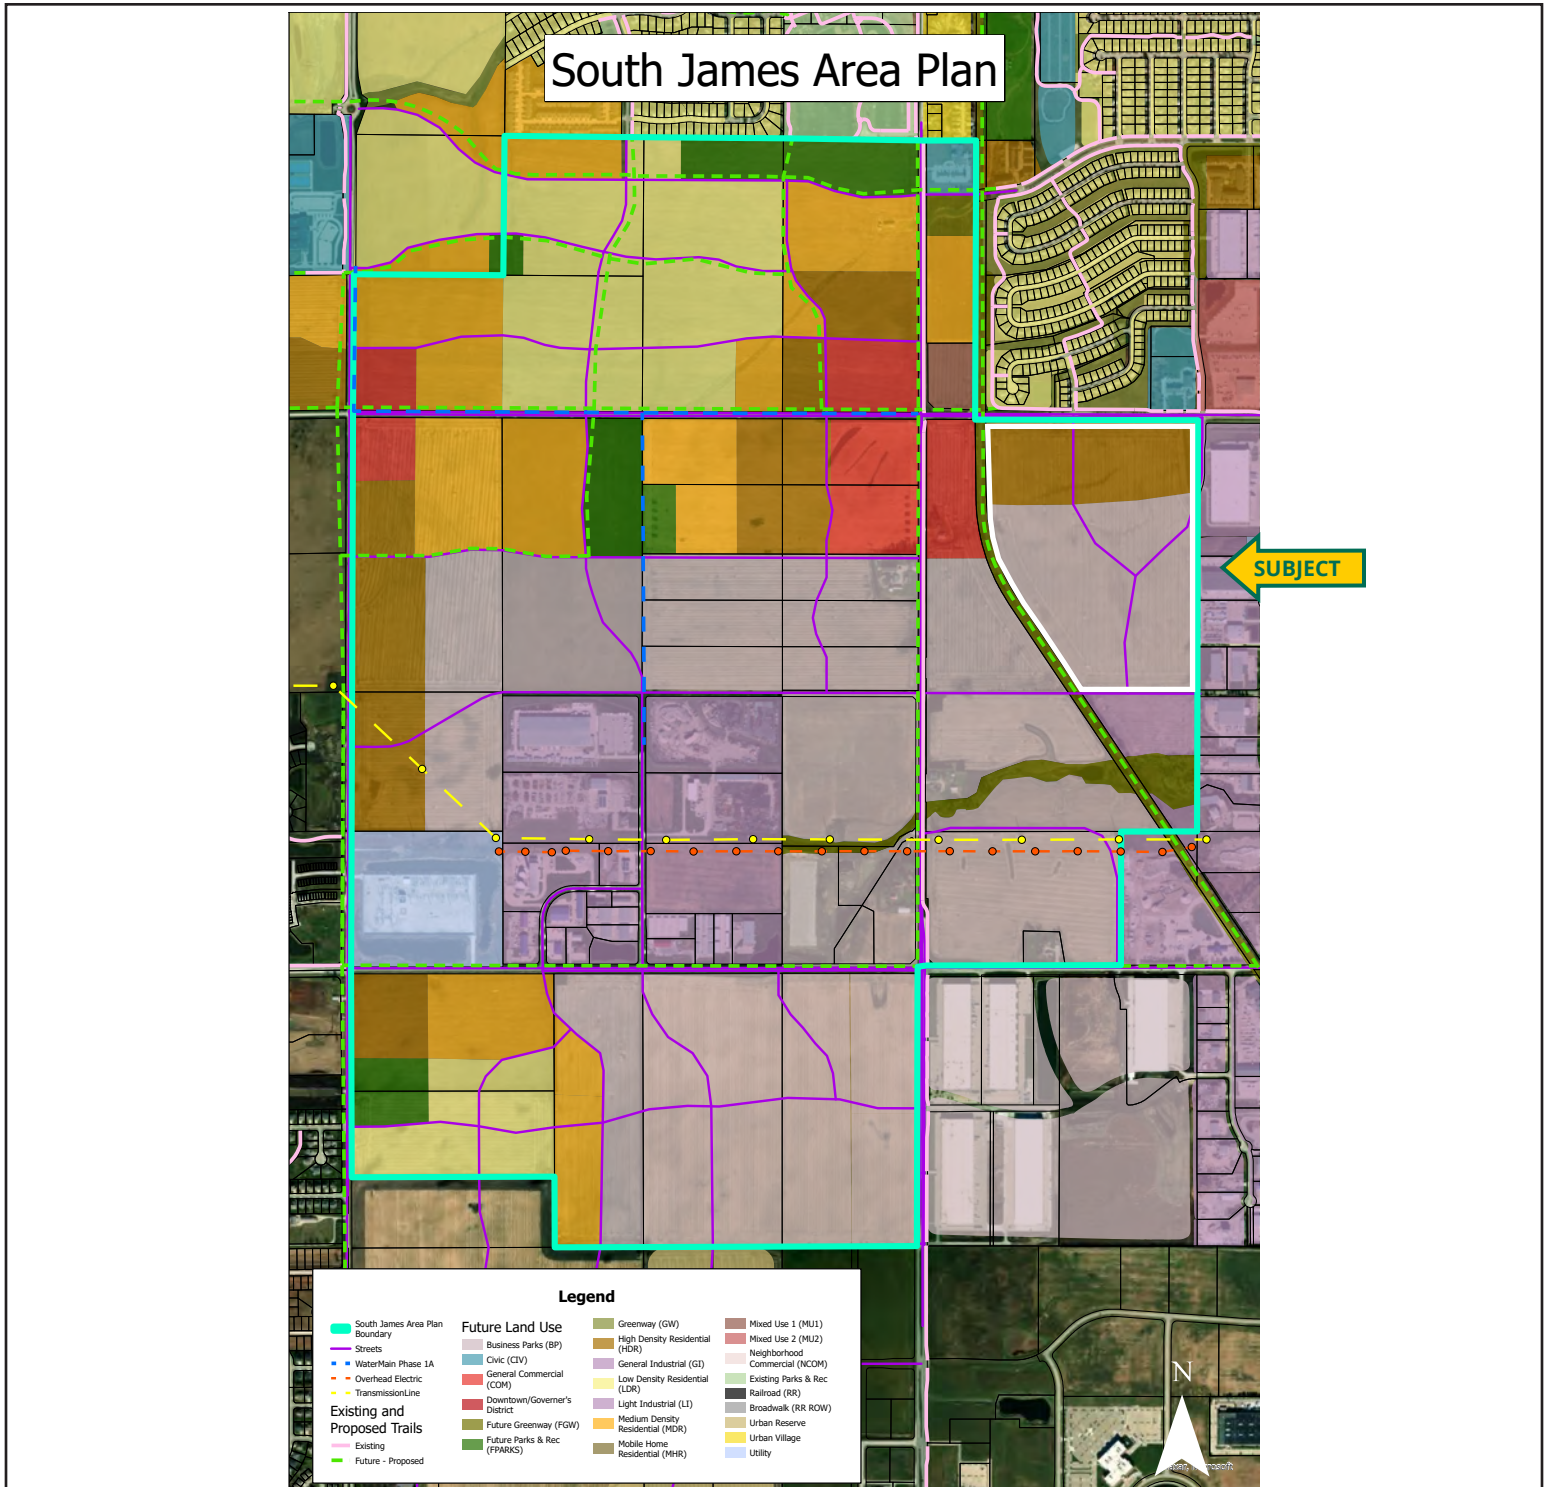 South James Area Plan
SUBJECT
Legend
South James Area Plan
Boundary
Streets
WaterMain Phase 1A
Overhead Electric
TransmissionLine
Existing and
Proposed Trails
Existing
Future - Proposed
Future Land Use
Business Parks (BP)
Civic (CIV)
General Commercial
(COM)
Downtown/Governer's
District
Future Greenway (FGW)
Future Parks & Rec
(FPARKS)
Greenway (GW)
High Density Residential
(HDR)
General Industrial (GI)
Low Density Residential
(LDR)
Light Industrial (LI)
Medium Density
Residential (MDR)
Mobile Home
Residential (MHR)
Mixed Use 1 (MU1)
Mixed Use 2 (MU2)
Neighborhood
Commercial (NCOM)
Existing Parks & Rec
Railroad (RR)
Broadwalk (RR ROW)
Urban Reserve
Urban Village
Utility
N